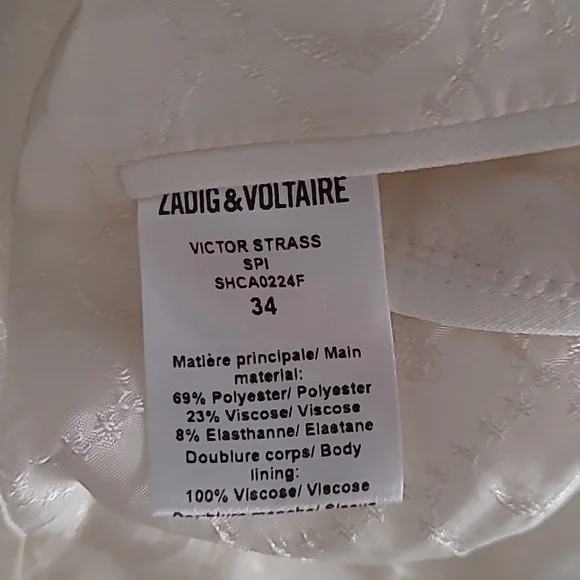 ZADIG&VOLTAIRE
VICTOR STRASS
SPI
SHCA0224F
34
Matière principale/ Main
material:
69% Polyester/ Polyester
23% Viscose/ Viscose
8% Elasthanne/ Elastane
Doublure corps/ Body
lining:
100% Viscose/ Viscose